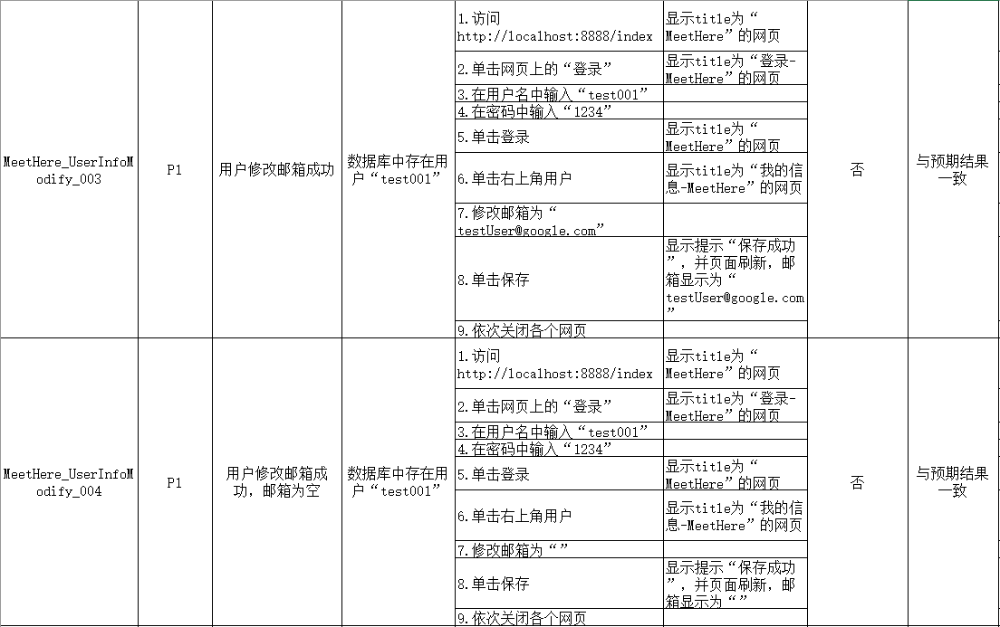 MeetHere_UserInfoM
odify_003
P1
用户修改邮箱成功
数据库中存在用
户“test001”
1.访问
http://localhost:8888/index
显示title为“
MeetHere”的网页
2.单击网页上的“登录”
显示title为“登录-
MeetHere”的网页
3.在用户名中输入“test001”
4.在密码中输入“1234”
5.单击登录
显示title为“
MeetHere”的网页
6.单击右上角用户
显示title为“我的信
息-MeetHere”的网页
7.修改邮箱为“
testUser@google.com”
8.单击保存
显示提示“保存成功
”，并页面刷新，邮
箱显示为“
testUser@google.com
”
9.依次关闭各个网页
否
与预期结果
一致
MeetHere_UserInfoM
odify_004
P1
用户修改邮箱成
功，邮箱为空
数据库中存在用
户“test001”
1.访问
http://localhost:8888/index
显示title为“
MeetHere”的网页
2.单击网页上的“登录”
显示title为“登录-
MeetHere”的网页
3.在用户名中输入“test001”
4.在密码中输入“1234”
5.单击登录
显示title为“
MeetHere”的网页
6.单击右上角用户
显示title为“我的信
息-MeetHere”的网页
7.修改邮箱为“”
8.单击保存
显示提示“保存成功
”，并页面刷新，邮
箱显示为“”
9.依次关闭各个网页
否
与预期结果
一致